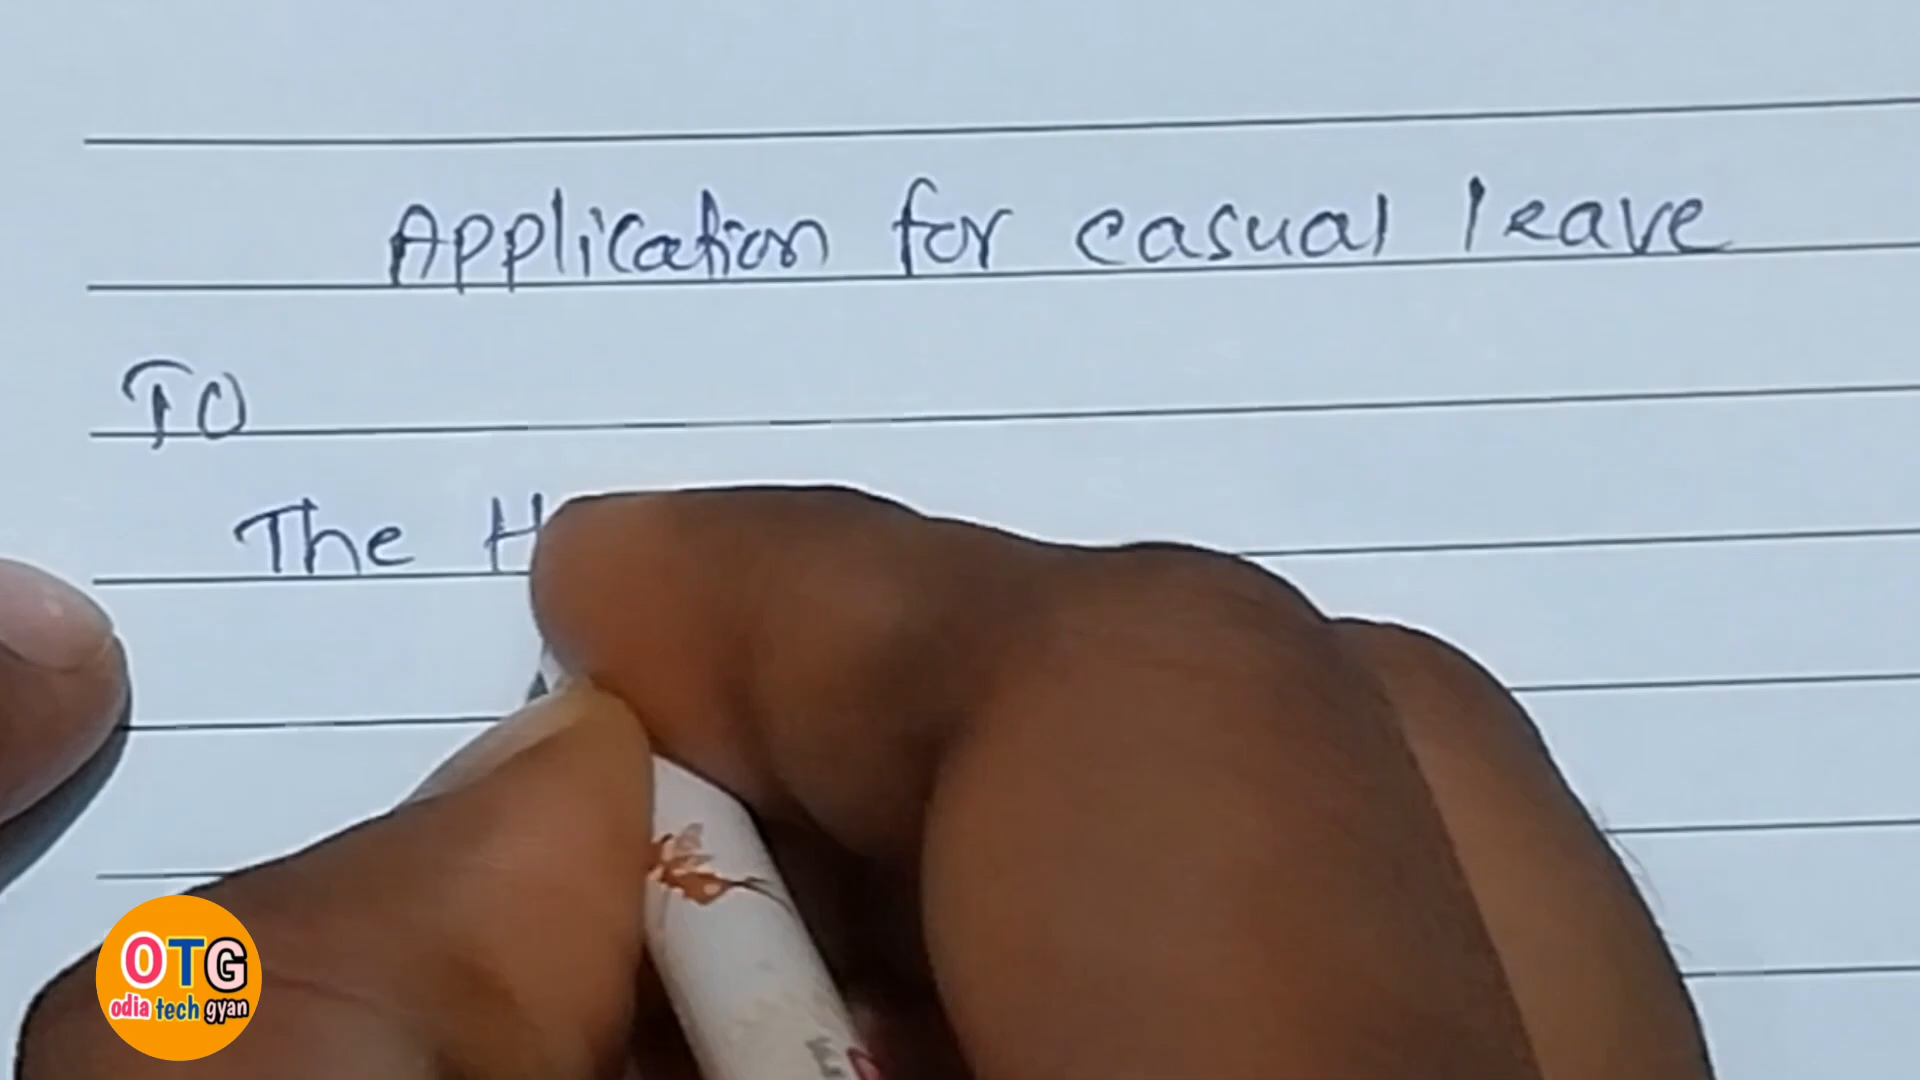 Application for casual leave
TO
The H
OTG
odia tech gyan